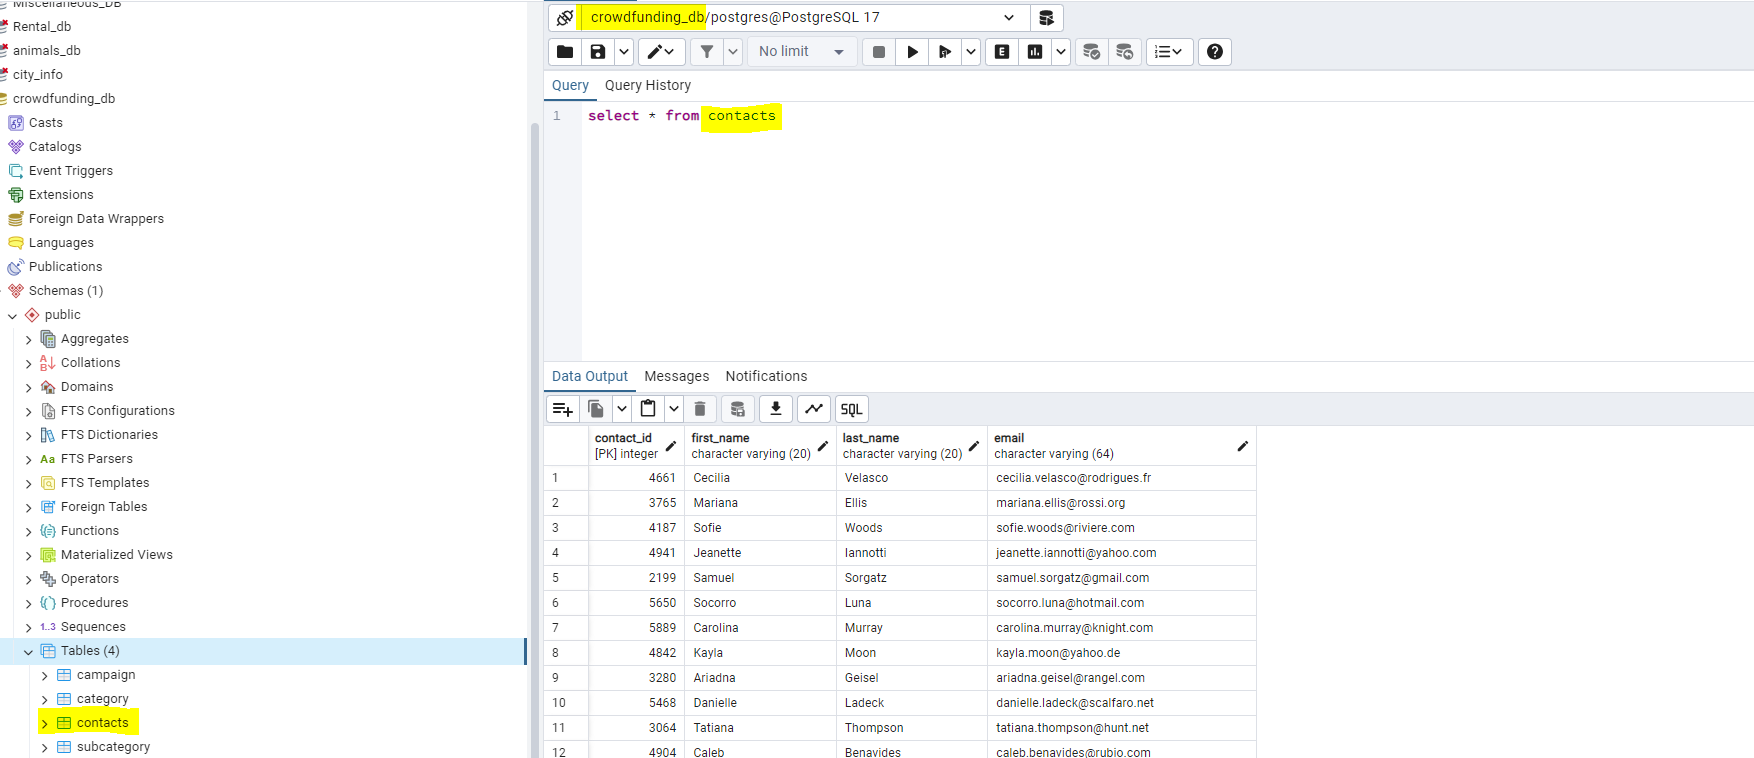 Miscellaneous_DB
Rental_db
animals_db
city_info
crowdfunding_db
Casts
Catalogs
Event Triggers
Extensions
Foreign Data Wrappers
Languages
Publications
Schemas (1)
public
Aggregates
Collations
Domains
FTS Configurations
FTS Dictionaries
Aa FTS Parsers
FTS Templates
Foreign Tables
Functions
Materialized Views
Operators
Procedures
1..3 Sequences
Tables (4)
campaign
category
contacts
subcategory
crowdfunding_db/postgres@PostgreSQL 17
No limit
E
Query Query History
1 select * from contacts
Data Output Messages Notifications
SQL
contact_id first_name last_name email
[PK] integer character varying (20) character varying (20) character varying (64)
1 4661 Cecilia Velasco cecilia.velasco@rodrigues.fr
2 3765 Mariana Ellis mariana.ellis@rossi.org
3 4187 Sofie Woods sofie.woods@riviere.com
4 4941 Jeanette Iannotti jeanette.iannotti@yahoo.com
5 2199 Samuel Sorgatz samuel.sorgatz@gmail.com
6 5650 Socorro Luna socorro.luna@hotmail.com
7 5889 Carolina Murray carolina.murray@knight.com
8 4842 Kayla Moon kayla.moon@yahoo.de
9 3280 Ariadna Geisel ariadna.geisel@rangel.com
10 5468 Danielle Ladeck danielle.ladeck@scalfaro.net
11 3064 Tatiana Thompson tatiana.thompson@hunt.net
12 4904 Caleb Benavides caleb.benavides@rubio.com